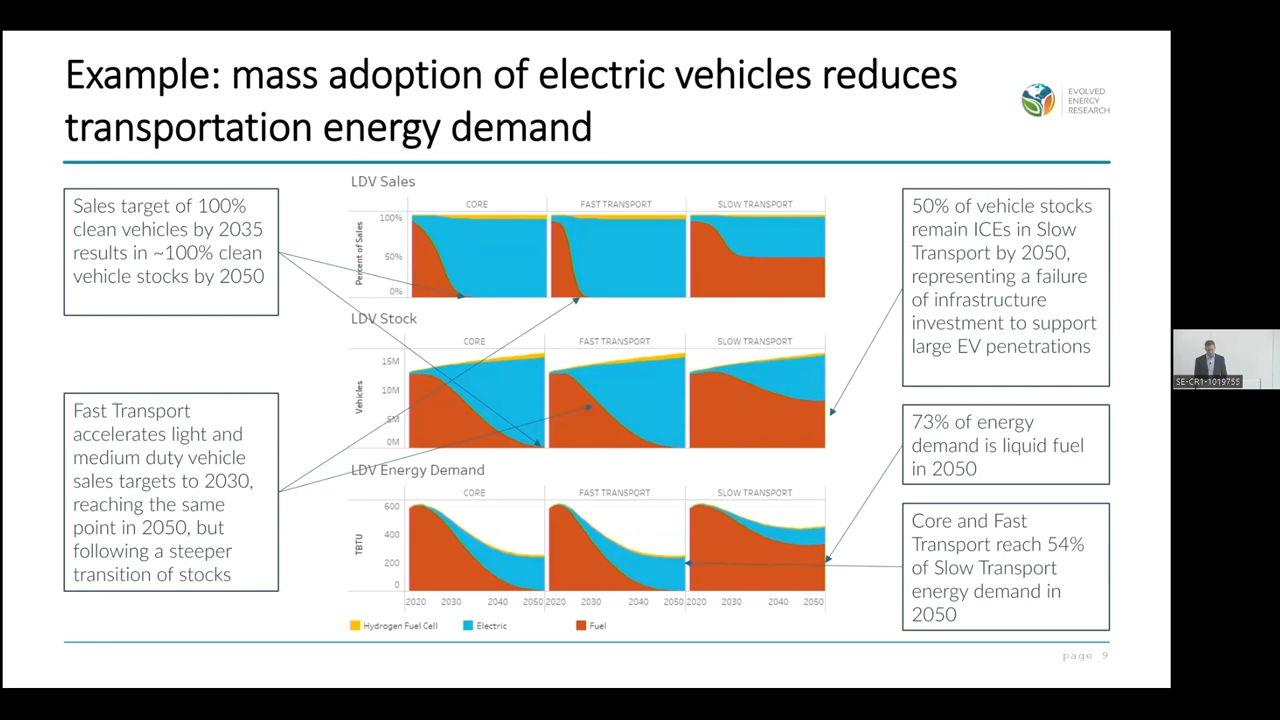 Example: mass adoption of electric vehicles reduces
transportation energy demand
EVOLVED
ENERGY
RESEARCH
Sales target of 100%
clean vehicles by 2035
results in ~100% clean
vehicle stocks by 2050
Fast Transport
accelerates light and
medium duty vehicle
sales targets to 2030,
reaching the same
point in 2050, but
following a steeper
transition of stocks
LDV Sales
CORE FAST TRANSPORT SLOW TRANSPORT
Percent of Sales
100%
50%
0%
LDV Stock
CORE FAST TRANSPORT SLOW TRANSPORT
Vehicles
15M
10M
5M
0M
LDV Energy Demand
CORE FAST TRANSPORT SLOW TRANSPORT
TBTU
600
400
200
0
2020 2030 2040 2050 2020 2030 2040 2050 2020 2030 2040 2050
Hydrogen Fuel Cell Electric Fuel
50% of vehicle stocks
remain ICEs in Slow
Transport by 2050,
representing a failure
of infrastructure
investment to support
large EV penetrations
73% of energy
demand is liquid fuel
in 2050
Core and Fast
Transport reach 54%
of Slow Transport
energy demand in
2050
page 9
SE-CR1-1019755